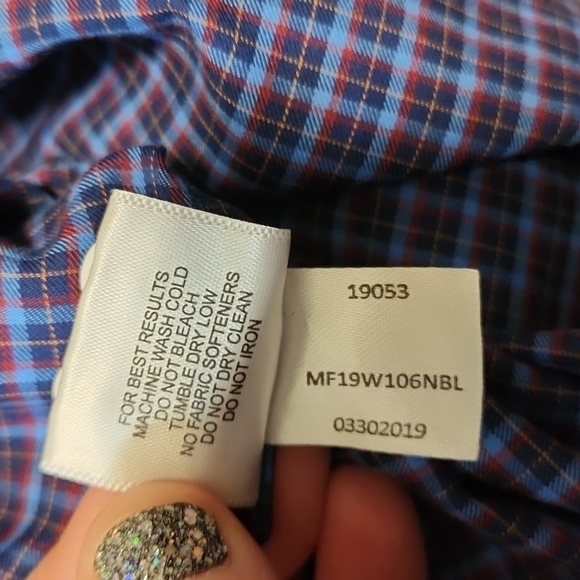 FOR BEST RESULTS
MACHINE WASH COLD
DO NOT BLEACH
TUMBLE DRY LOW
NO FABRIC SOFTENERS
DO NOT DRY CLEAN
DO NOT IRON
19053
MF19W106NBL
03302019